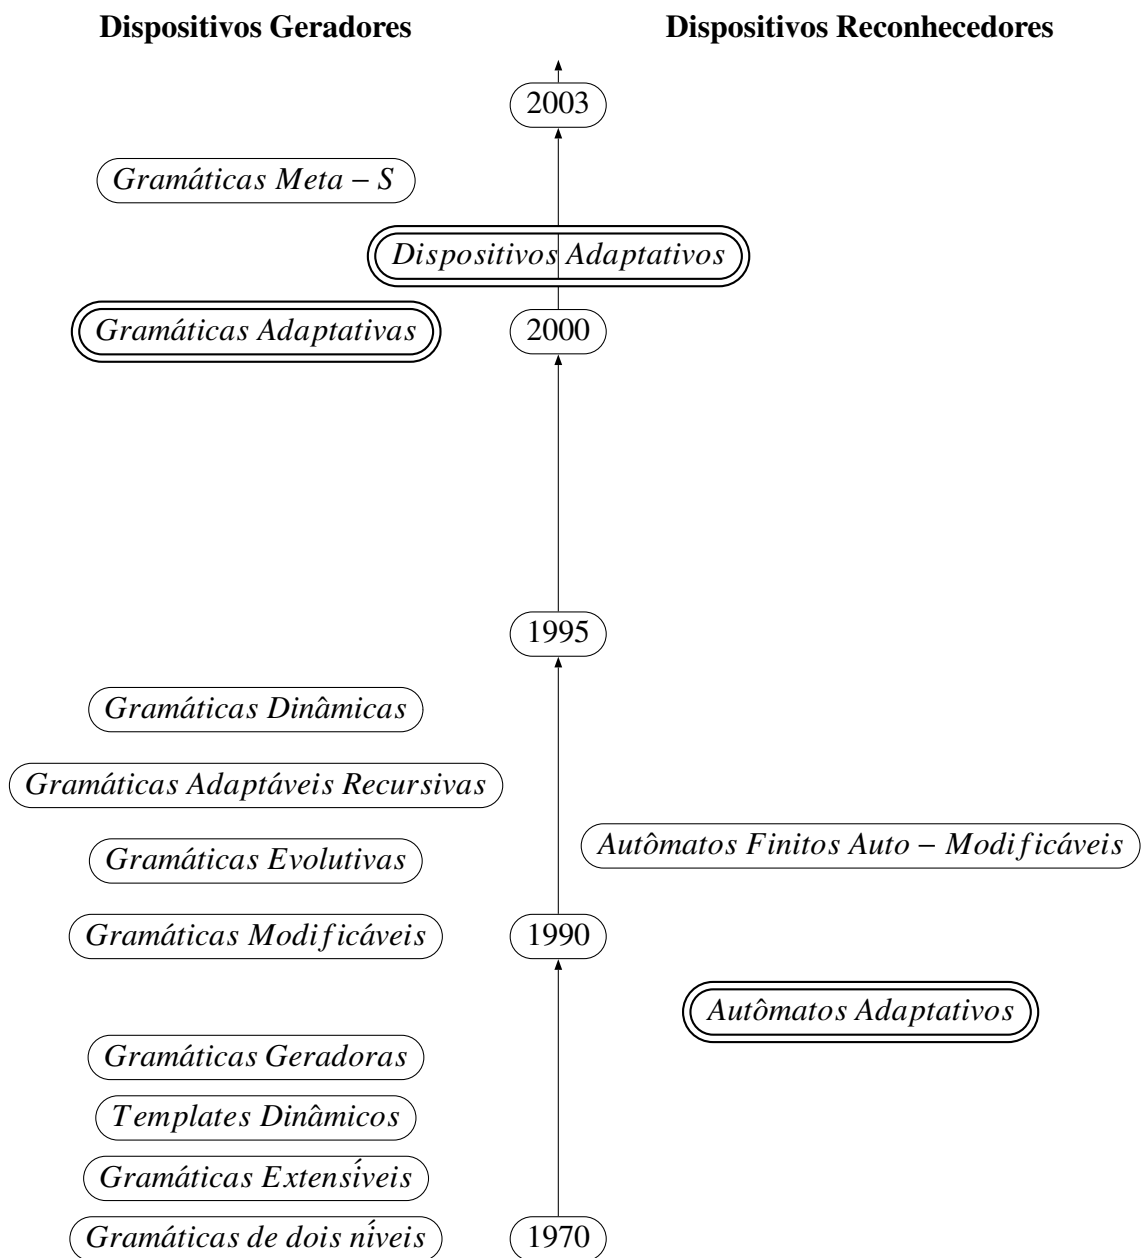 Dispositivos Geradores Dispositivos Reconhecedores
2003
Gramáticas Meta − S
Dispositivos Adaptativos
Gramáticas Adaptativas 2000
1995
Gramáticas Dinâmicas
Gramáticas Adaptáveis Recursivas
Gramáticas Evolutivas Autômatos Finitos Auto − Modificáveis
Gramáticas Modificáveis 1990
Autômatos Adaptativos
Gramáticas Geradoras
Templates Dinâmicos
Gramáticas Extensíveis
Gramáticas de dois níveis 1970